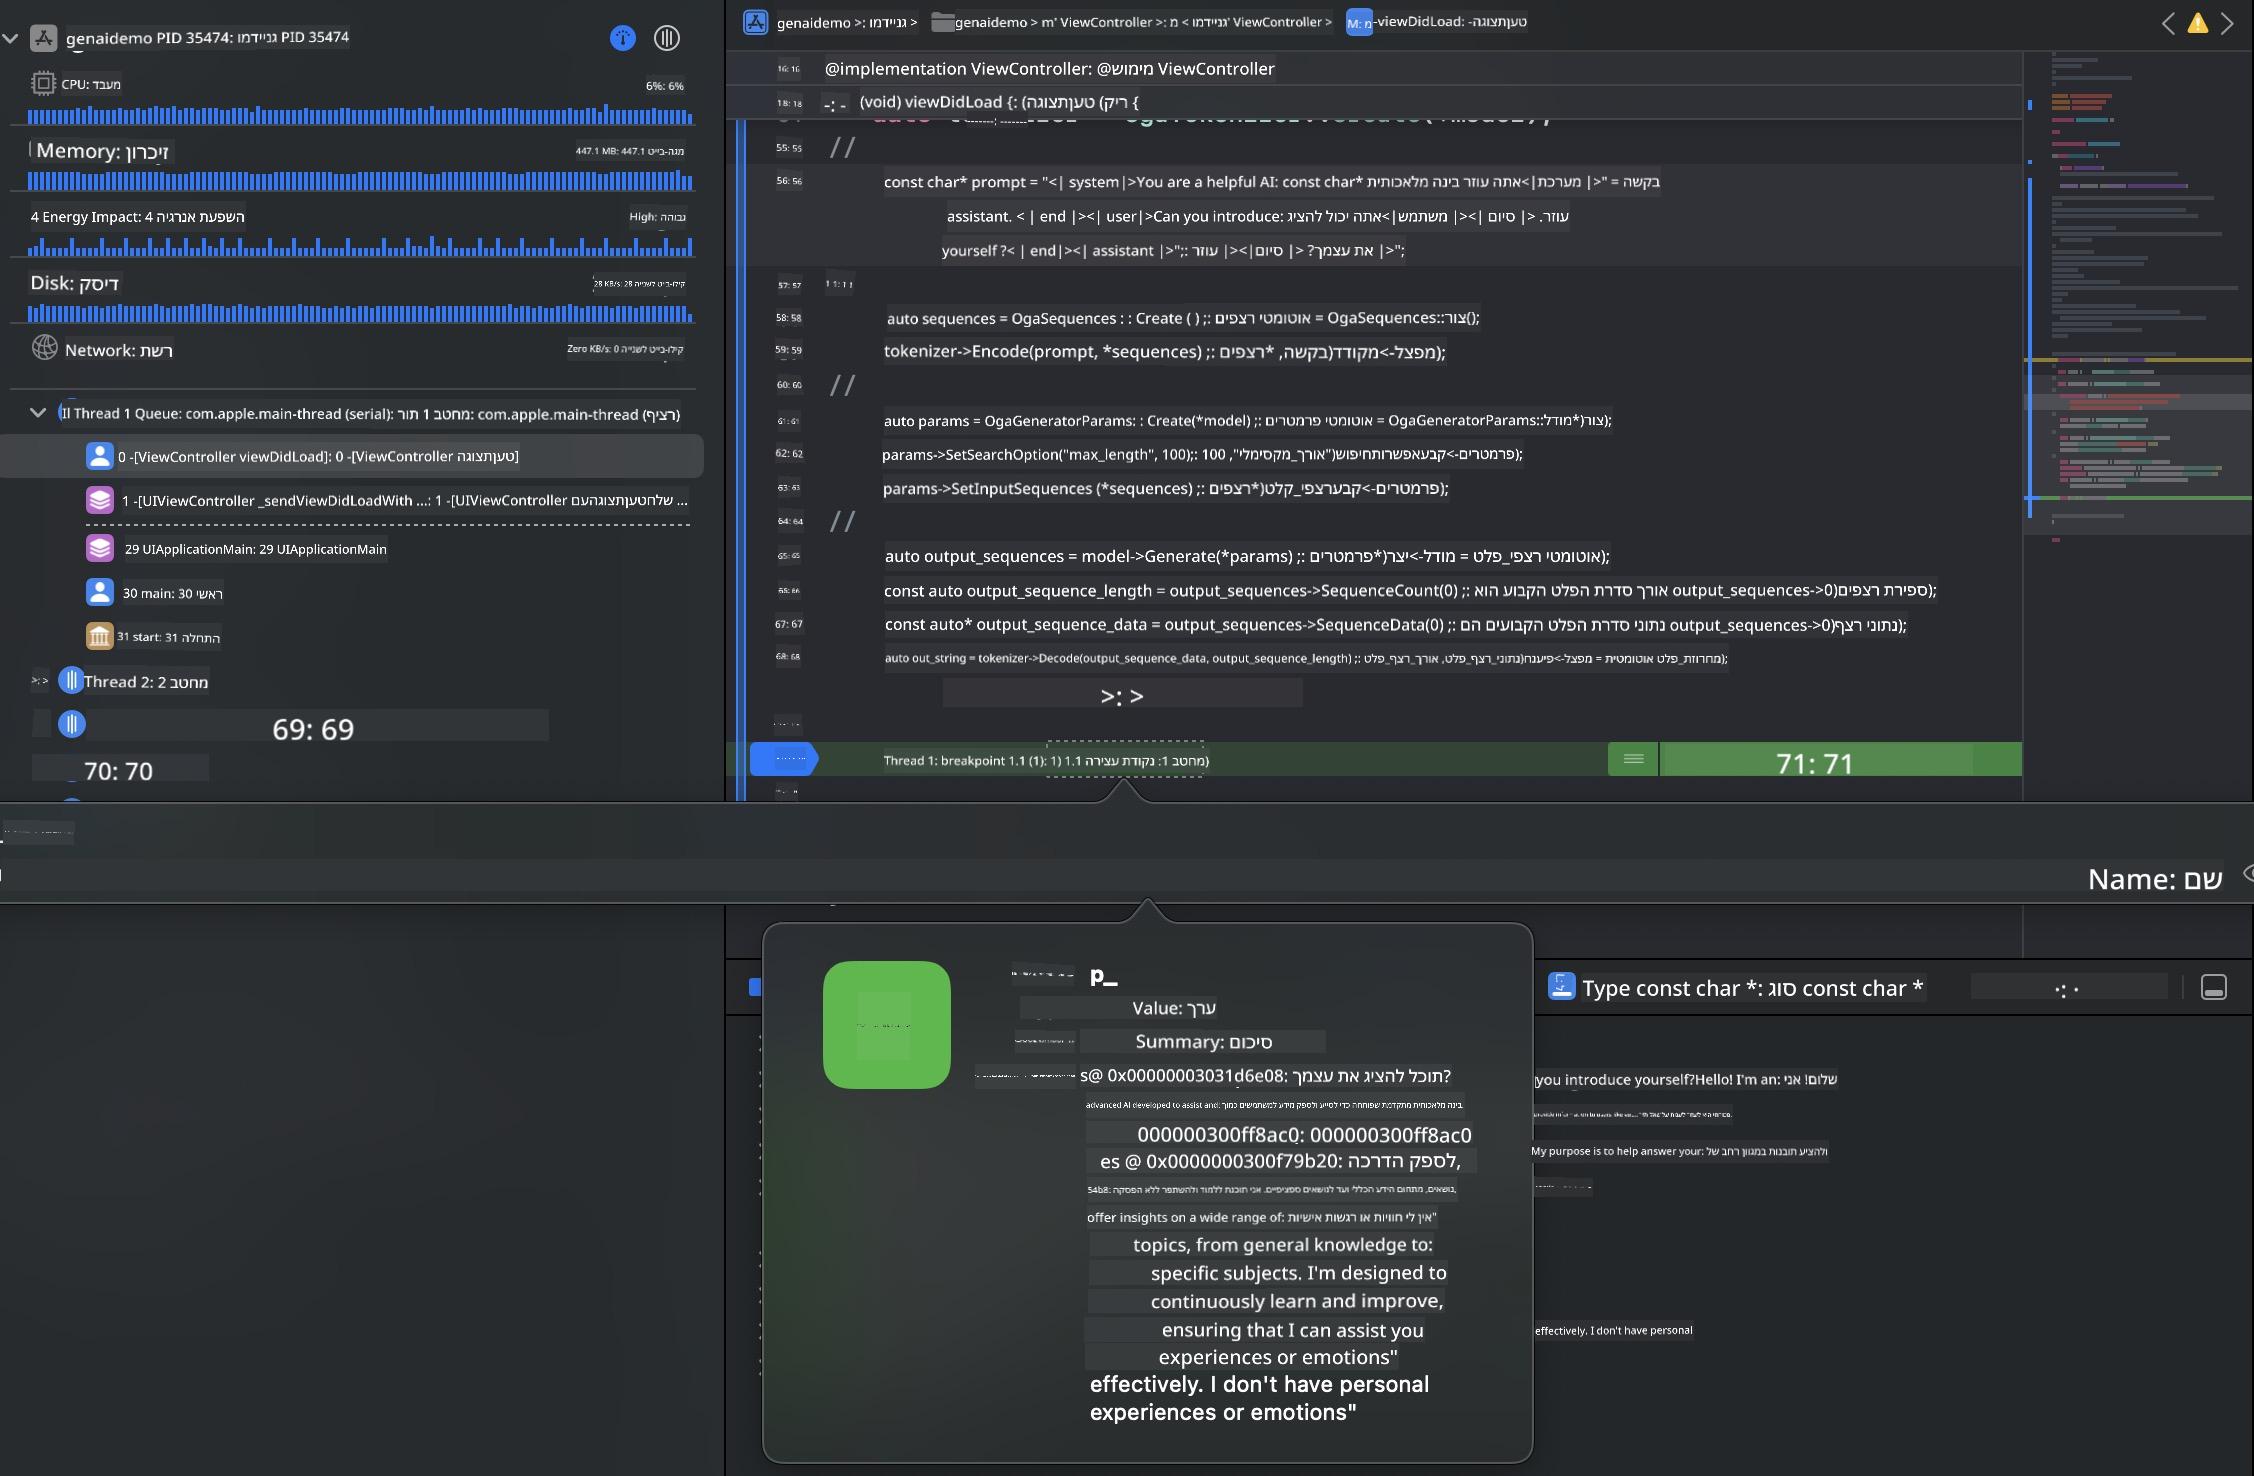 genaidemo PID 35474: גניידמו PID 35474
CPU: מעבד
6%: 6%
Memory: זיכרון
447.1 MB: 447.1 מגה-בייט
4 Energy Impact: 4 השפעת אנרגיה
High: גבוהה
Disk: דיסק
28 KB/s: 28 קילו-בייט לשנייה
Network: רשת
Zero KB/s: 0 קילו-בייט לשנייה
Thread 1 Queue: com.apple.main-thread (serial): מחטב 1 תור: com.apple.main-thread (רציף)
0 -[ViewController viewDidLoad]: 0 -[ViewController טעןתצוגה]
1 -[UIViewController _sendViewDidLoadWith ...: 1 -[UIViewController שלחטעןתצוגהעם ...
29 UIApplicationMain: 29 UIApplicationMain
30 main: 30 ראשי
31 start: 31 התחלה
>: >
Thread 2: 2 מחטב
69: 69
70: 70
genaidemo >: גניידמו >
genaidemo > m' ViewController >: גניידמו > מ' ViewController >
M: מ
-viewDidLoad: -טעןתצוגה
16: 16
@implementation ViewController: @מימוש ViewController
18: 18
-: -
(void) viewDidLoad {: (ריק) טעןתצוגה {
55: 55
//
56: 56
const char* prompt = "<| system|>You are a helpful AI: const char* בקשה = "<| מערכת|>אתה עוזר בינה מלאכותית
assistant. < | end |><| user|>Can you introduce: עוזר. <| סיום |><| משתמש|>אתה יכול להציג
yourself ?< | end|><| assistant |>";: את עצמך? <| סיום|><| עוזר |>";
57: 57
58: 58
auto sequences = OgaSequences : : Create ( ) ;: אוטומטי רצפים = OgaSequences::צור();
59: 59
tokenizer->Encode(prompt, *sequences) ;: מפצל->מקודד(בקשה, *רצפים);
60: 60
//
61: 61
auto params = OgaGeneratorParams: : Create(*model) ;: אוטומטי פרמטרים = OgaGeneratorParams::צור(*מודל);
62: 62
params->SetSearchOption("max_length", 100);: פרמטרים->קבעאפשרותחיפוש("אורך_מקסימלי", 100);
63: 63
params->SetInputSequences (*sequences) ;: פרמטרים->קבערצפי_קלט(*רצפים);
64: 64
//
65: 65
auto output_sequences = model->Generate(*params) ;: אוטומטי רצפי_פלט = מודל->יצר(*פרמטרים);
66: 66
const auto output_sequence_length = output_sequences->SequenceCount(0) ;: אורך סדרת הפלט הקבוע הוא output_sequences->ספירת רצפים(0);
67: 67
const auto* output_sequence_data = output_sequences->SequenceData(0) ;: נתוני סדרת הפלט הקבועים הם output_sequences->נתוני רצף(0);
68: 68
auto out_string = tokenizer->Decode(output_sequence_data, output_sequence_length) ;: מחרוזת_פלט אוטומטית = מפצל->פיענח(נתוני_רצף_פלט, אורך_רצף_פלט);
>: >
Thread 1: breakpoint 1.1 (1): מחטב 1: נקודת עצירה 1.1 (1)
71: 71
Name: שם
p_
Value: ערך
Summary: סיכום
s@ 0x00000003031d6e08: תוכל להציג את עצמך?
advanced AI developed to assist and: בינה מלאכותית מתקדמת שפותחה כדי לסייע ולספק מידע למשתמשים כמוך.
000000300ff8ac0: 000000300ff8ac0
es @ 0x0000000300f79b20: לספק הדרכה,
54b8: נושאים, מתחום הידע הכללי ועד לנושאים ספציפיים. אני תוכנת ללמוד ולהשתפר ללא הפסקה,
offer insights on a wide range of: אין לי חוויות או רגשות אישיות"
topics, from general knowledge to:
specific subjects. I'm designed to
continuously learn and improve,
ensuring that I can assist you
experiences or emotions"
effectively. I don't have personal
experiences or emotions"
Type const char *: סוג const char *
you introduce yourself?Hello! I'm an: שלום! אני
My purpose is to help answer your: ולהציע תובנות במגוון רחב של
effectively. I don't have personal